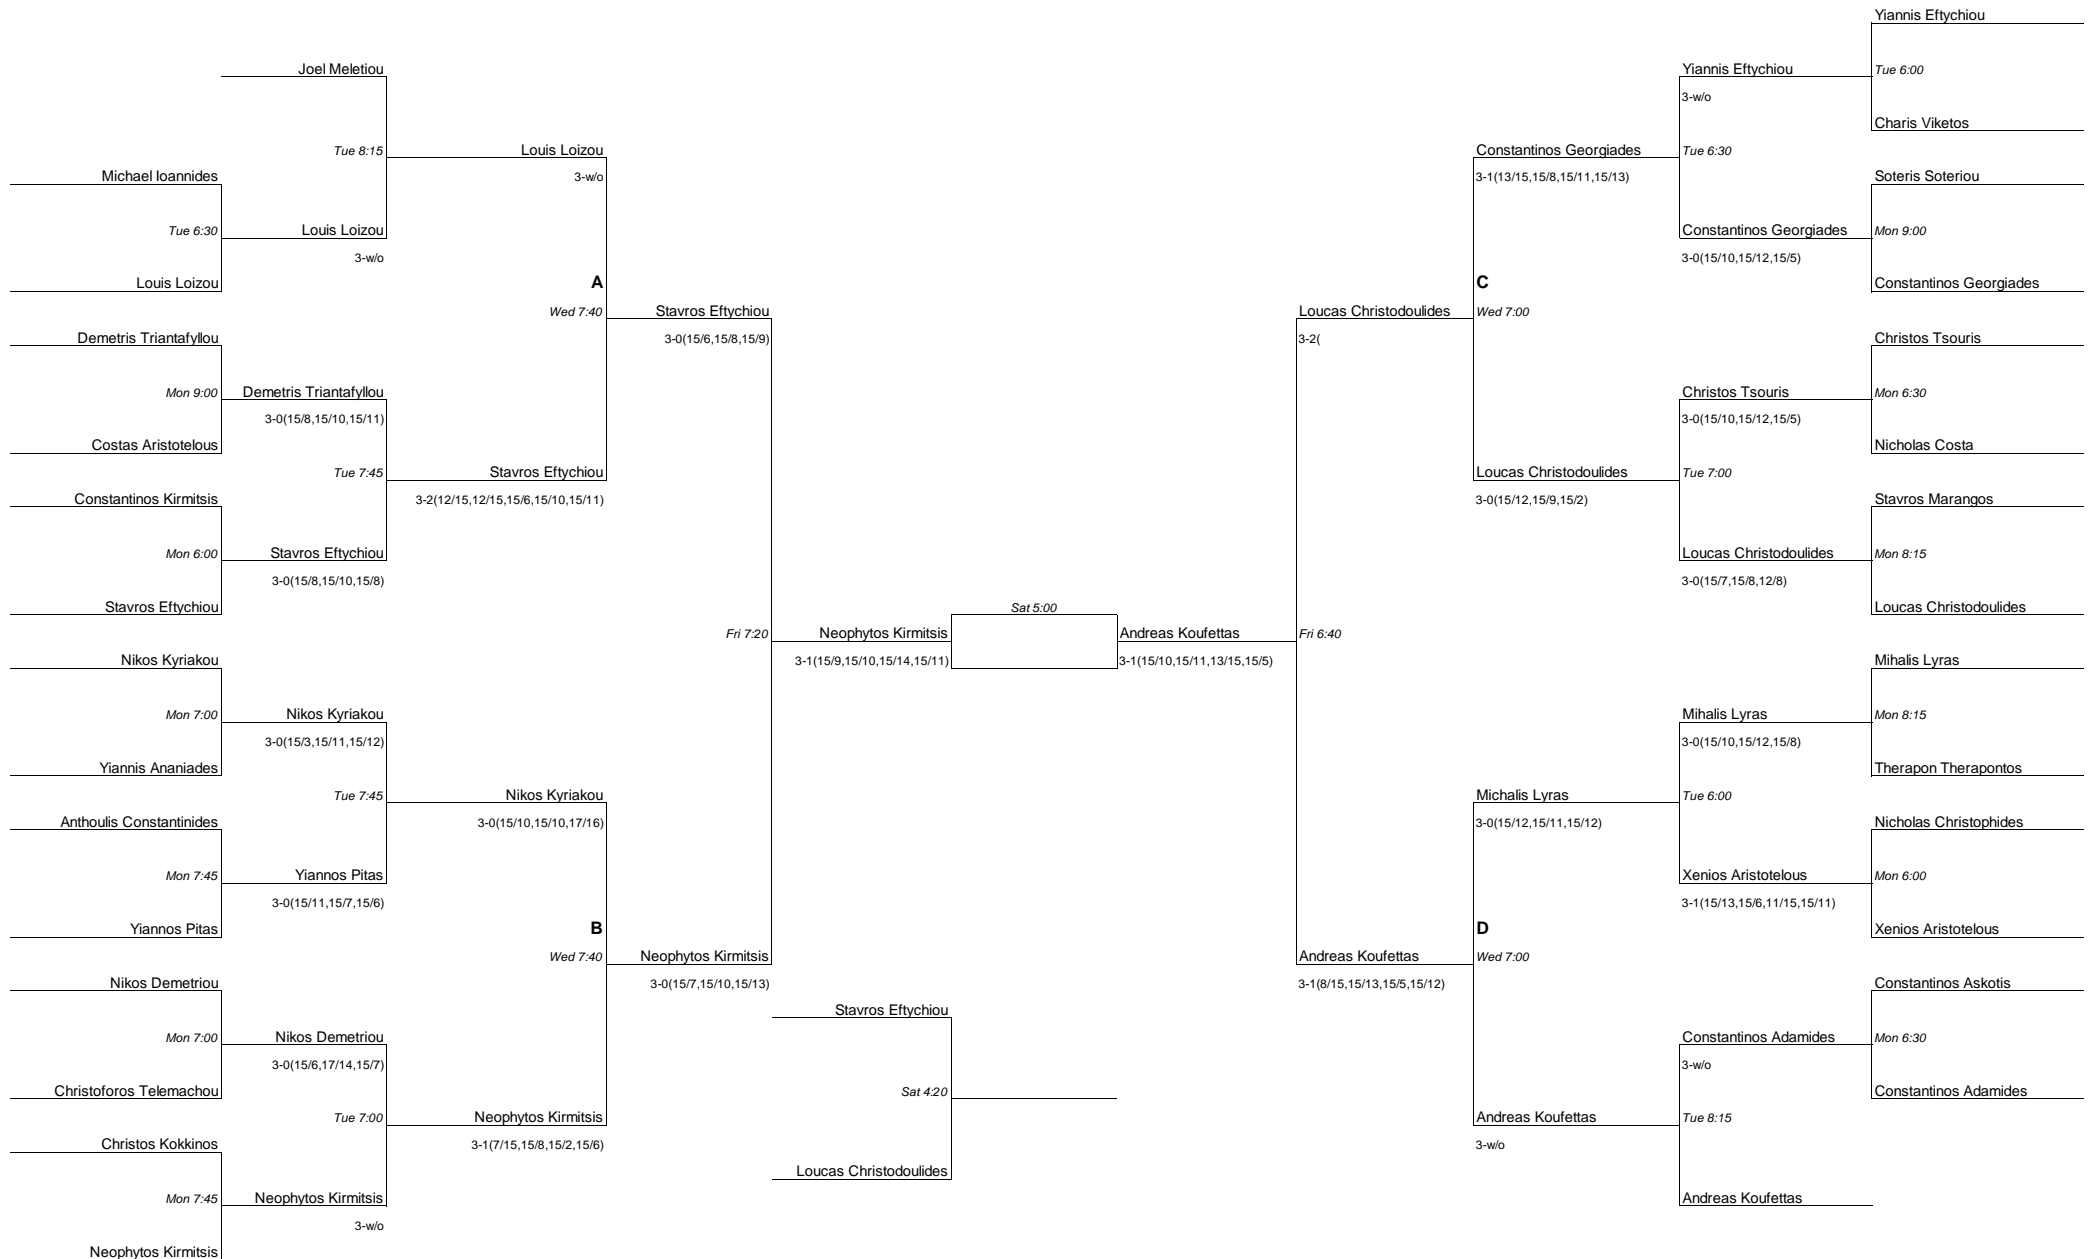 Yiannis Eftychiou
Joel Meletiou
Yiannis Eftychiou
Tue 6:00
3-w/o
Charis Viketos
Tue 8:15
Louis Loizou
Constantinos Georgiades
Tue 6:30
Michael Ioannides
3-w/o
3-1(13/15,15/8,15/11,15/13)
Soteris Soteriou
Tue 6:30
Louis Loizou
Constantinos Georgiades
Mon 9:00
3-w/o
3-0(15/10,15/12,15/5)
Louis Loizou
A
C
Constantinos Georgiades
Wed 7:40
Stavros Eftychiou
Loucas Christodoulides
Wed 7:00
Demetris Triantafyllou
3-0(15/6,15/8,15/9)
3-2(
Christos Tsouris
Mon 9:00
Demetris Triantafyllou
Christos Tsouris
Mon 6:30
3-0(15/8,15/10,15/11)
3-0(15/10,15/12,15/5)
Costas Aristotelous
Nicholas Costa
Tue 7:45
Stavros Eftychiou
Loucas Christodoulides
Tue 7:00
Constantinos Kirmitsis
3-2(12/15,12/15,15/6,15/10,15/11)
3-0(15/12,15/9,15/2)
Stavros Marangos
Mon 6:00
Stavros Eftychiou
Loucas Christodoulides
Mon 8:15
3-0(15/8,15/10,15/8)
3-0(15/7,15/8,12/8)
Stavros Eftychiou
Sat 5:00
Loucas Christodoulides
Fri 7:20
Neophytos Kirmitsis
Andreas Koufettas
Fri 6:40
Nikos Kyriakou
3-1(15/9,15/10,15/14,15/11)
3-1(15/10,15/11,13/15,15/5)
Mihalis Lyras
Mon 7:00
Nikos Kyriakou
Mihalis Lyras
Mon 8:15
3-0(15/3,15/11,15/12)
3-0(15/10,15/12,15/8)
Yiannis Ananiades
Therapon Therapontos
Tue 7:45
Nikos Kyriakou
Michalis Lyras
Tue 6:00
Anthoulis Constantinides
3-0(15/10,15/10,17/16)
3-0(15/12,15/11,15/12)
Nicholas Christophides
Mon 7:45
Yiannos Pitas
Xenios Aristotelous
Mon 6:00
3-0(15/11,15/7,15/6)
3-1(15/13,15/6,11/15,15/11)
Yiannos Pitas
B
D
Xenios Aristotelous
Wed 7:40
Neophytos Kirmitsis
Andreas Koufettas
Wed 7:00
Nikos Demetriou
3-0(15/7,15/10,15/13)
3-1(8/15,15/13,15/5,15/12)
Constantinos Askotis
Stavros Eftychiou
Mon 7:00
Nikos Demetriou
Constantinos Adamides
Mon 6:30
3-0(15/6,17/14,15/7)
3-w/o
Christoforos Telemachou
Sat 4:20
Constantinos Adamides
Tue 7:00
Neophytos Kirmitsis
Andreas Koufettas
Tue 8:15
Christos Kokkinos
3-1(7/15,15/8,15/2,15/6)
3-w/o
Loucas Christodoulides
Mon 7:45
Neophytos Kirmitsis
Andreas Koufettas
3-w/o
Neophytos Kirmitsis